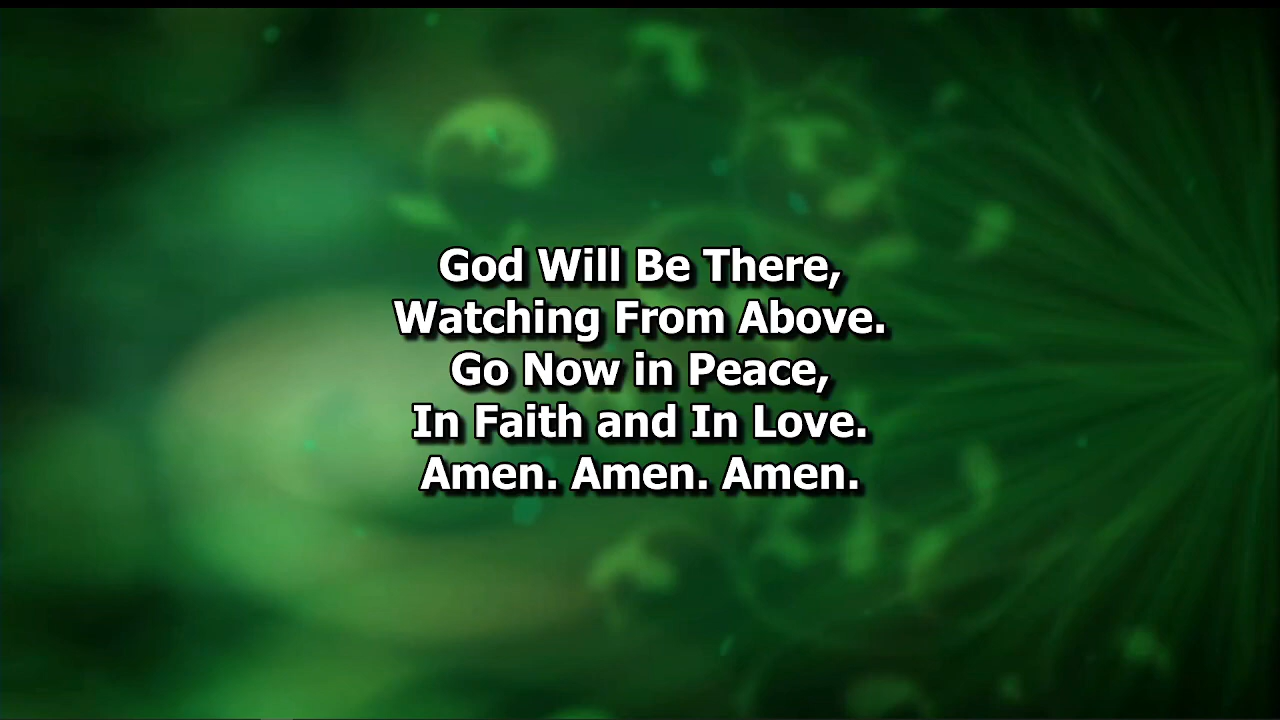 God Will Be There,
Watching From Above.
Go Now in Peace,
In Faith and In Love.
Amen. Amen. Amen.